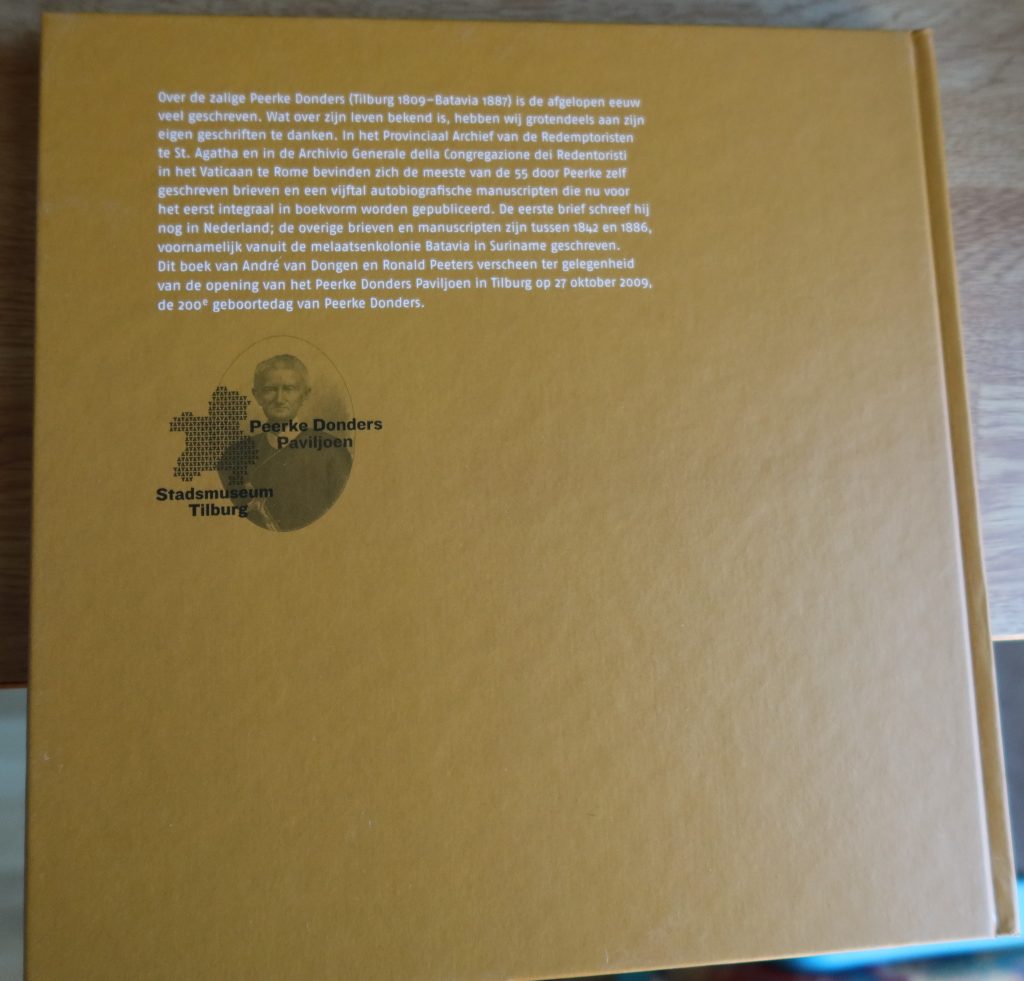 Over de zalige Peerke Donders (Tilburg 1809–Batavia 1887) is de afgelopen eeuw
veel geschreven. Wat over zijn leven bekend is, hebben wij grotendeels aan zijn
eigen geschriften te danken. In het Provinciaal Archief van de Redemptoristen
te St. Agatha en in de Archivio Generale della Congregazione dei Redentoristi
in het Vaticaan te Rome bevinden zich de meeste van de 55 door Peerke zelf
geschreven brieven en een vijftal autobiografische manuscripten die nu voor
het eerst integraal in boekvorm worden gepubliceerd. De eerste brief schreef hij
nog in Nederland; de overige brieven en manuscripten zijn tussen 1842 en 1886,
voornamelijk vanuit de melaatsenkolonie Batavia in Suriname geschreven.
Dit boek van André van Dongen en Ronald Peeters verscheen ter gelegenheid
van de opening van het Peerke Donders Paviljoen in Tilburg op 27 oktober 2009,
de 200e geboortedag van Peerke Donders.
Peerke Donders
Paviljoen
Stadsmuseum
Tilburg